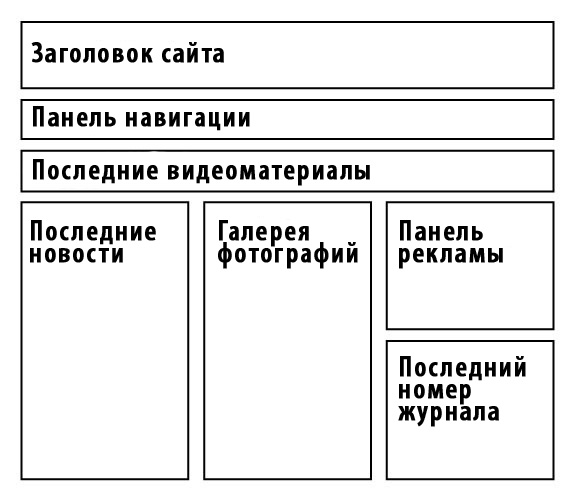 Заголовок сайта
Панель навигации
Последние видеоматериалы
Последние
новости
Галерея
фотографий
Панель
рекламы
Последний
номер
журнала